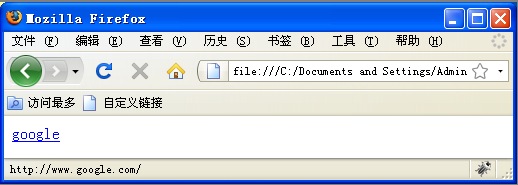 Mozilla Firefox
文件 (F) 编辑 (E) 查看 (V) 历史 (S) 书签 (B) 工具 (T) 帮助 (H)
file:///C:/Documents and Settings/Admin
访问最多 自定义链接
google
http://www.google.com/